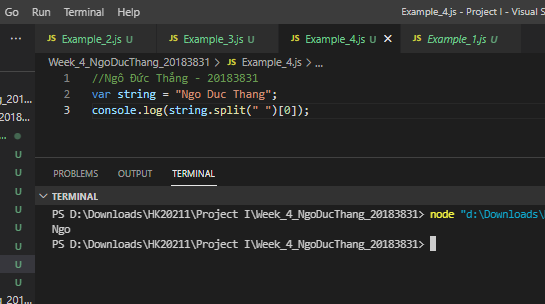 Go Run Terminal Help Example_4.js - Project I - Visual S
... JS Example_2.js JS Example_3.js JS Example_4.js × JS Example_1.js
Week_4_NgoDucThang_20183831 > JS Example_4.js > ...
1 //Ngô Đức Thắng - 20183831
2 var string = "Ngo Duc Thang";
3 console.log(string.split(" ")[0]);
g_201...
2018...
U
U
U
U
U
U
U
U
g_201...
PROBLEMS OUTPUT TERMINAL
TERMINAL
PS D:\Downloads\HK20211\Project I\Week_4_NgoDucThang_20183831> node "d:\Downloads\
Ngo
PS D:\Downloads\HK20211\Project I\Week_4_NgoDucThang_20183831>